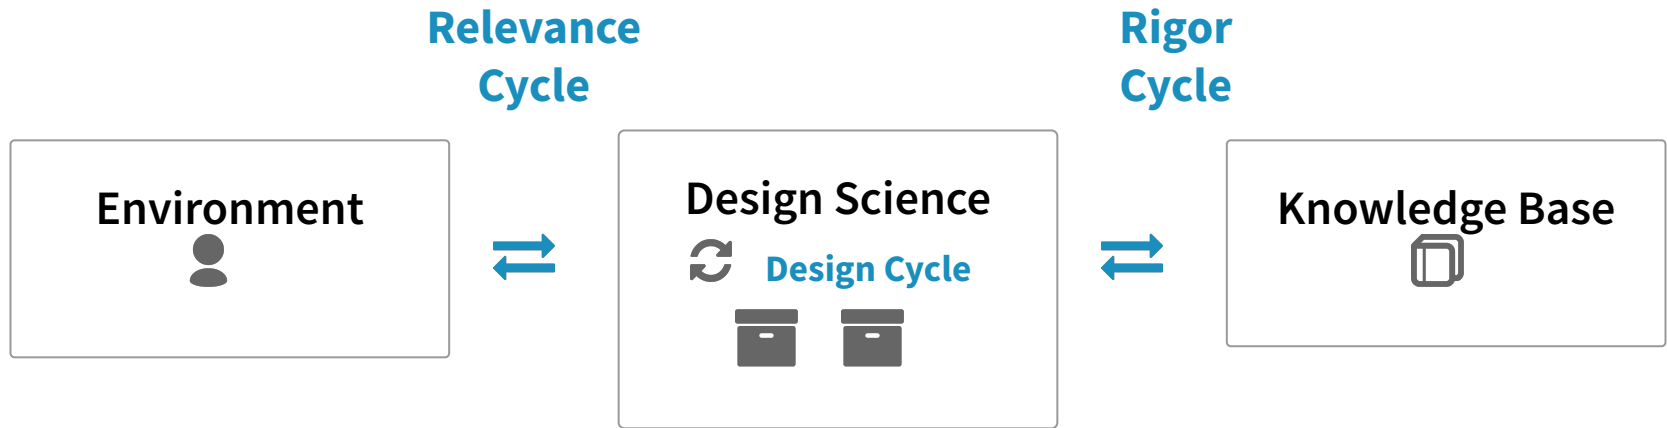 Relevance
Cycle
Rigor
Cycle
Environment
Design Science
Design Cycle
Knowledge Base